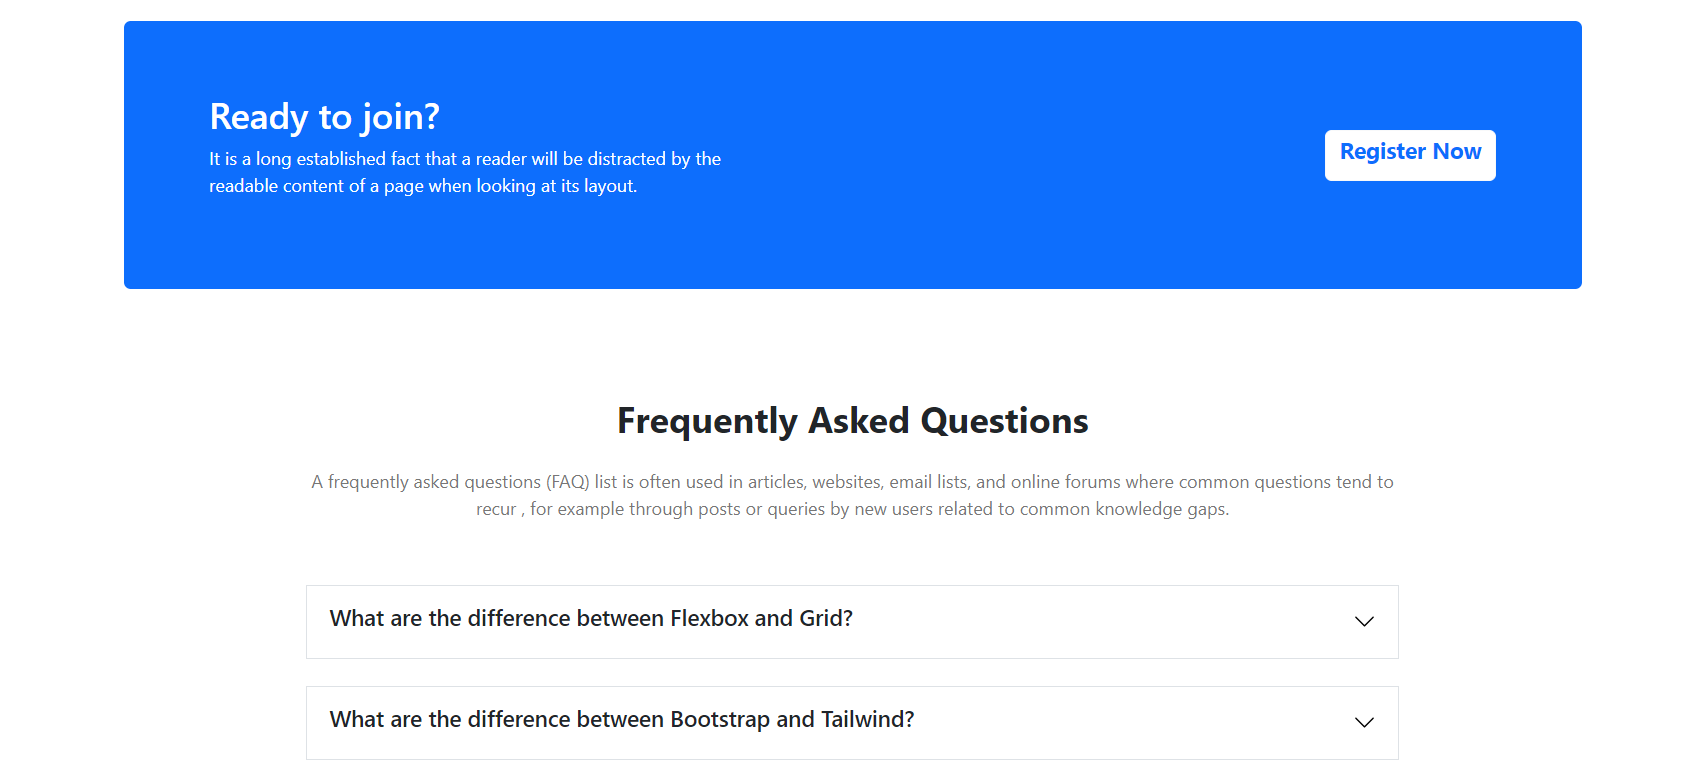 Ready to join?
It is a long established fact that a reader will be distracted by the
readable content of a page when looking at its layout.
Register Now
Frequently Asked Questions
A frequently asked questions (FAQ) list is often used in articles, websites, email lists, and online forums where common questions tend to
recur , for example through posts or queries by new users related to common knowledge gaps.
What are the difference between Flexbox and Grid?
What are the difference between Bootstrap and Tailwind?